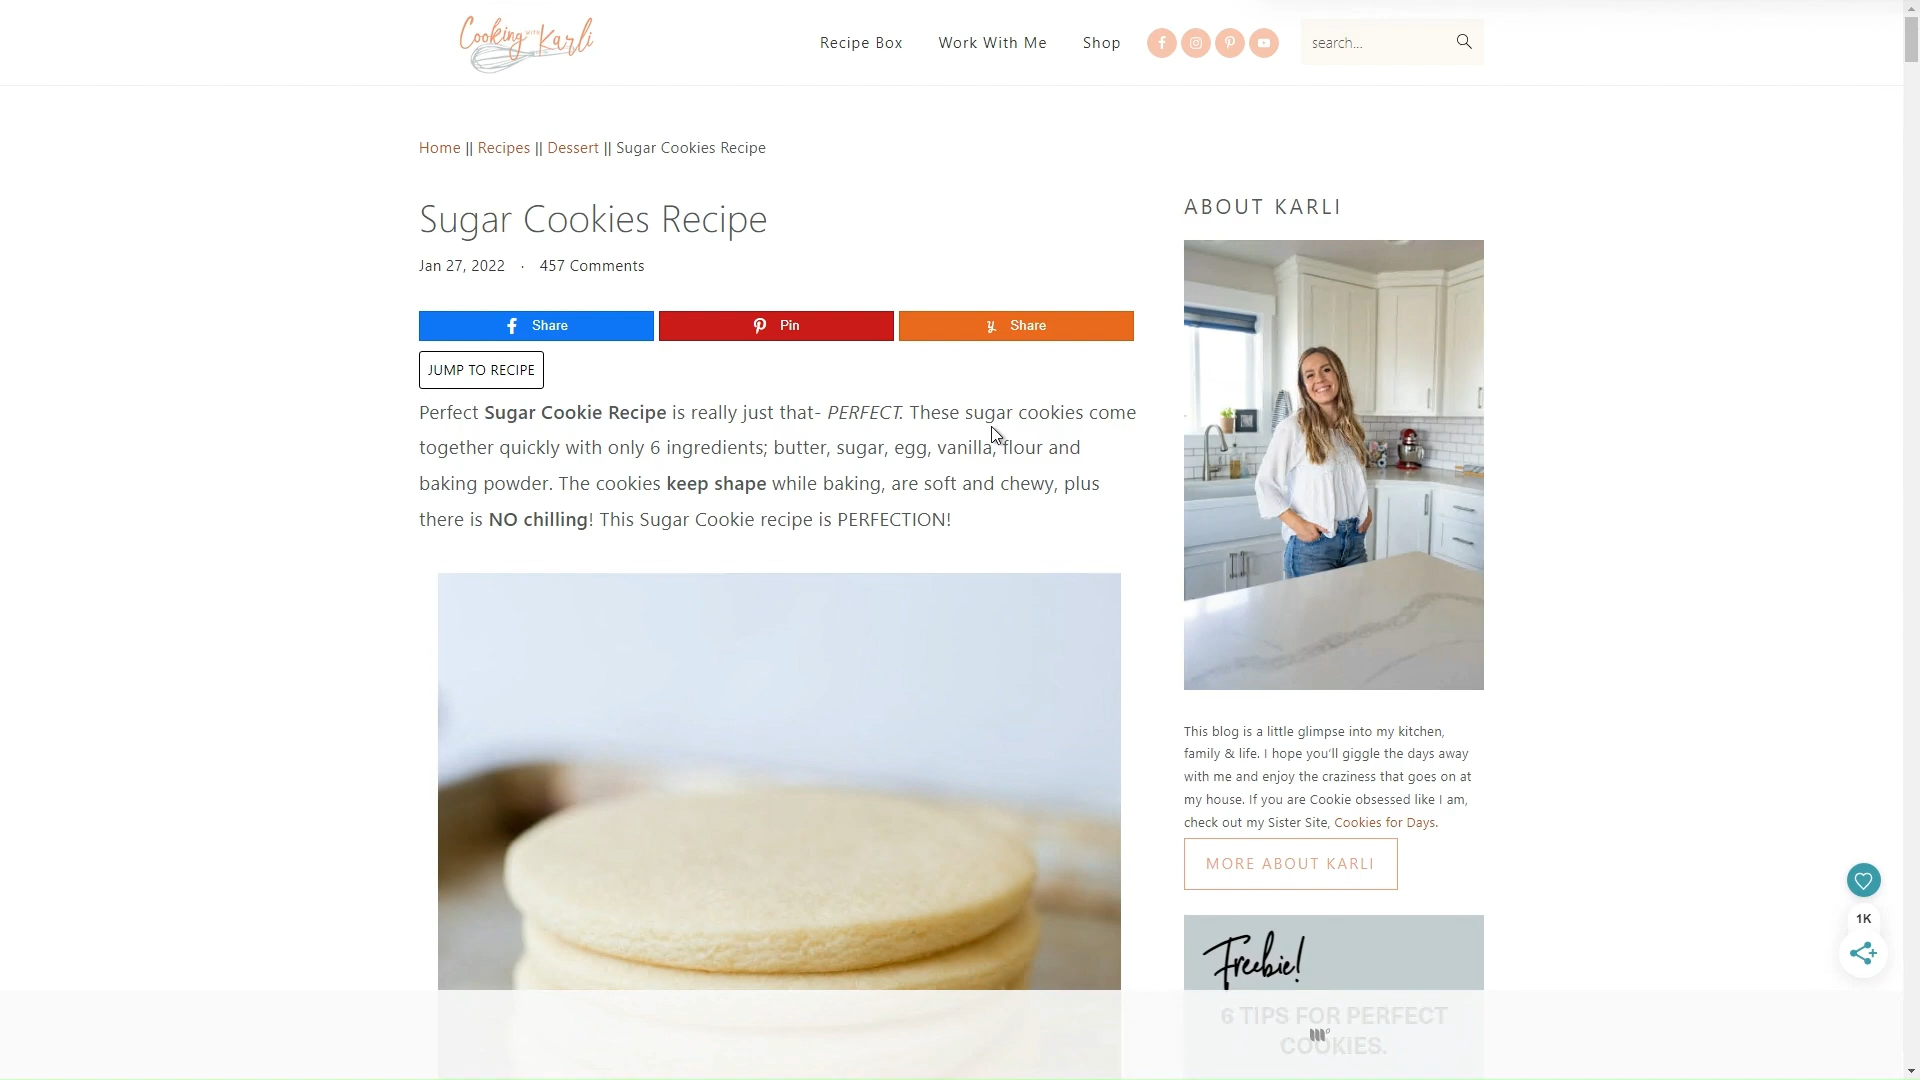 Cooking with Karli
Recipe Box
Work With Me
Shop
search...
Home || Recipes || Dessert || Sugar Cookies Recipe
Sugar Cookies Recipe
Jan 27, 2022 · 457 Comments
Share
Pin
Share
JUMP TO RECIPE
Perfect Sugar Cookie Recipe is really just that- PERFECT. These sugar cookies come
together quickly with only 6 ingredients; butter, sugar, egg, vanilla, flour and
baking powder. The cookies keep shape while baking, are soft and chewy, plus
there is NO chilling! This Sugar Cookie recipe is PERFECTION!
ABOUT KARLI
This blog is a little glimpse into my kitchen,
family & life. I hope you'll giggle the days away
with me and enjoy the craziness that goes on at
my house. If you are Cookie obsessed like I am,
check out my Sister Site, Cookies for Days.
MORE ABOUT KARLI
Freebie!
6 TIPS FOR PERFECT
COOKIES.
1K